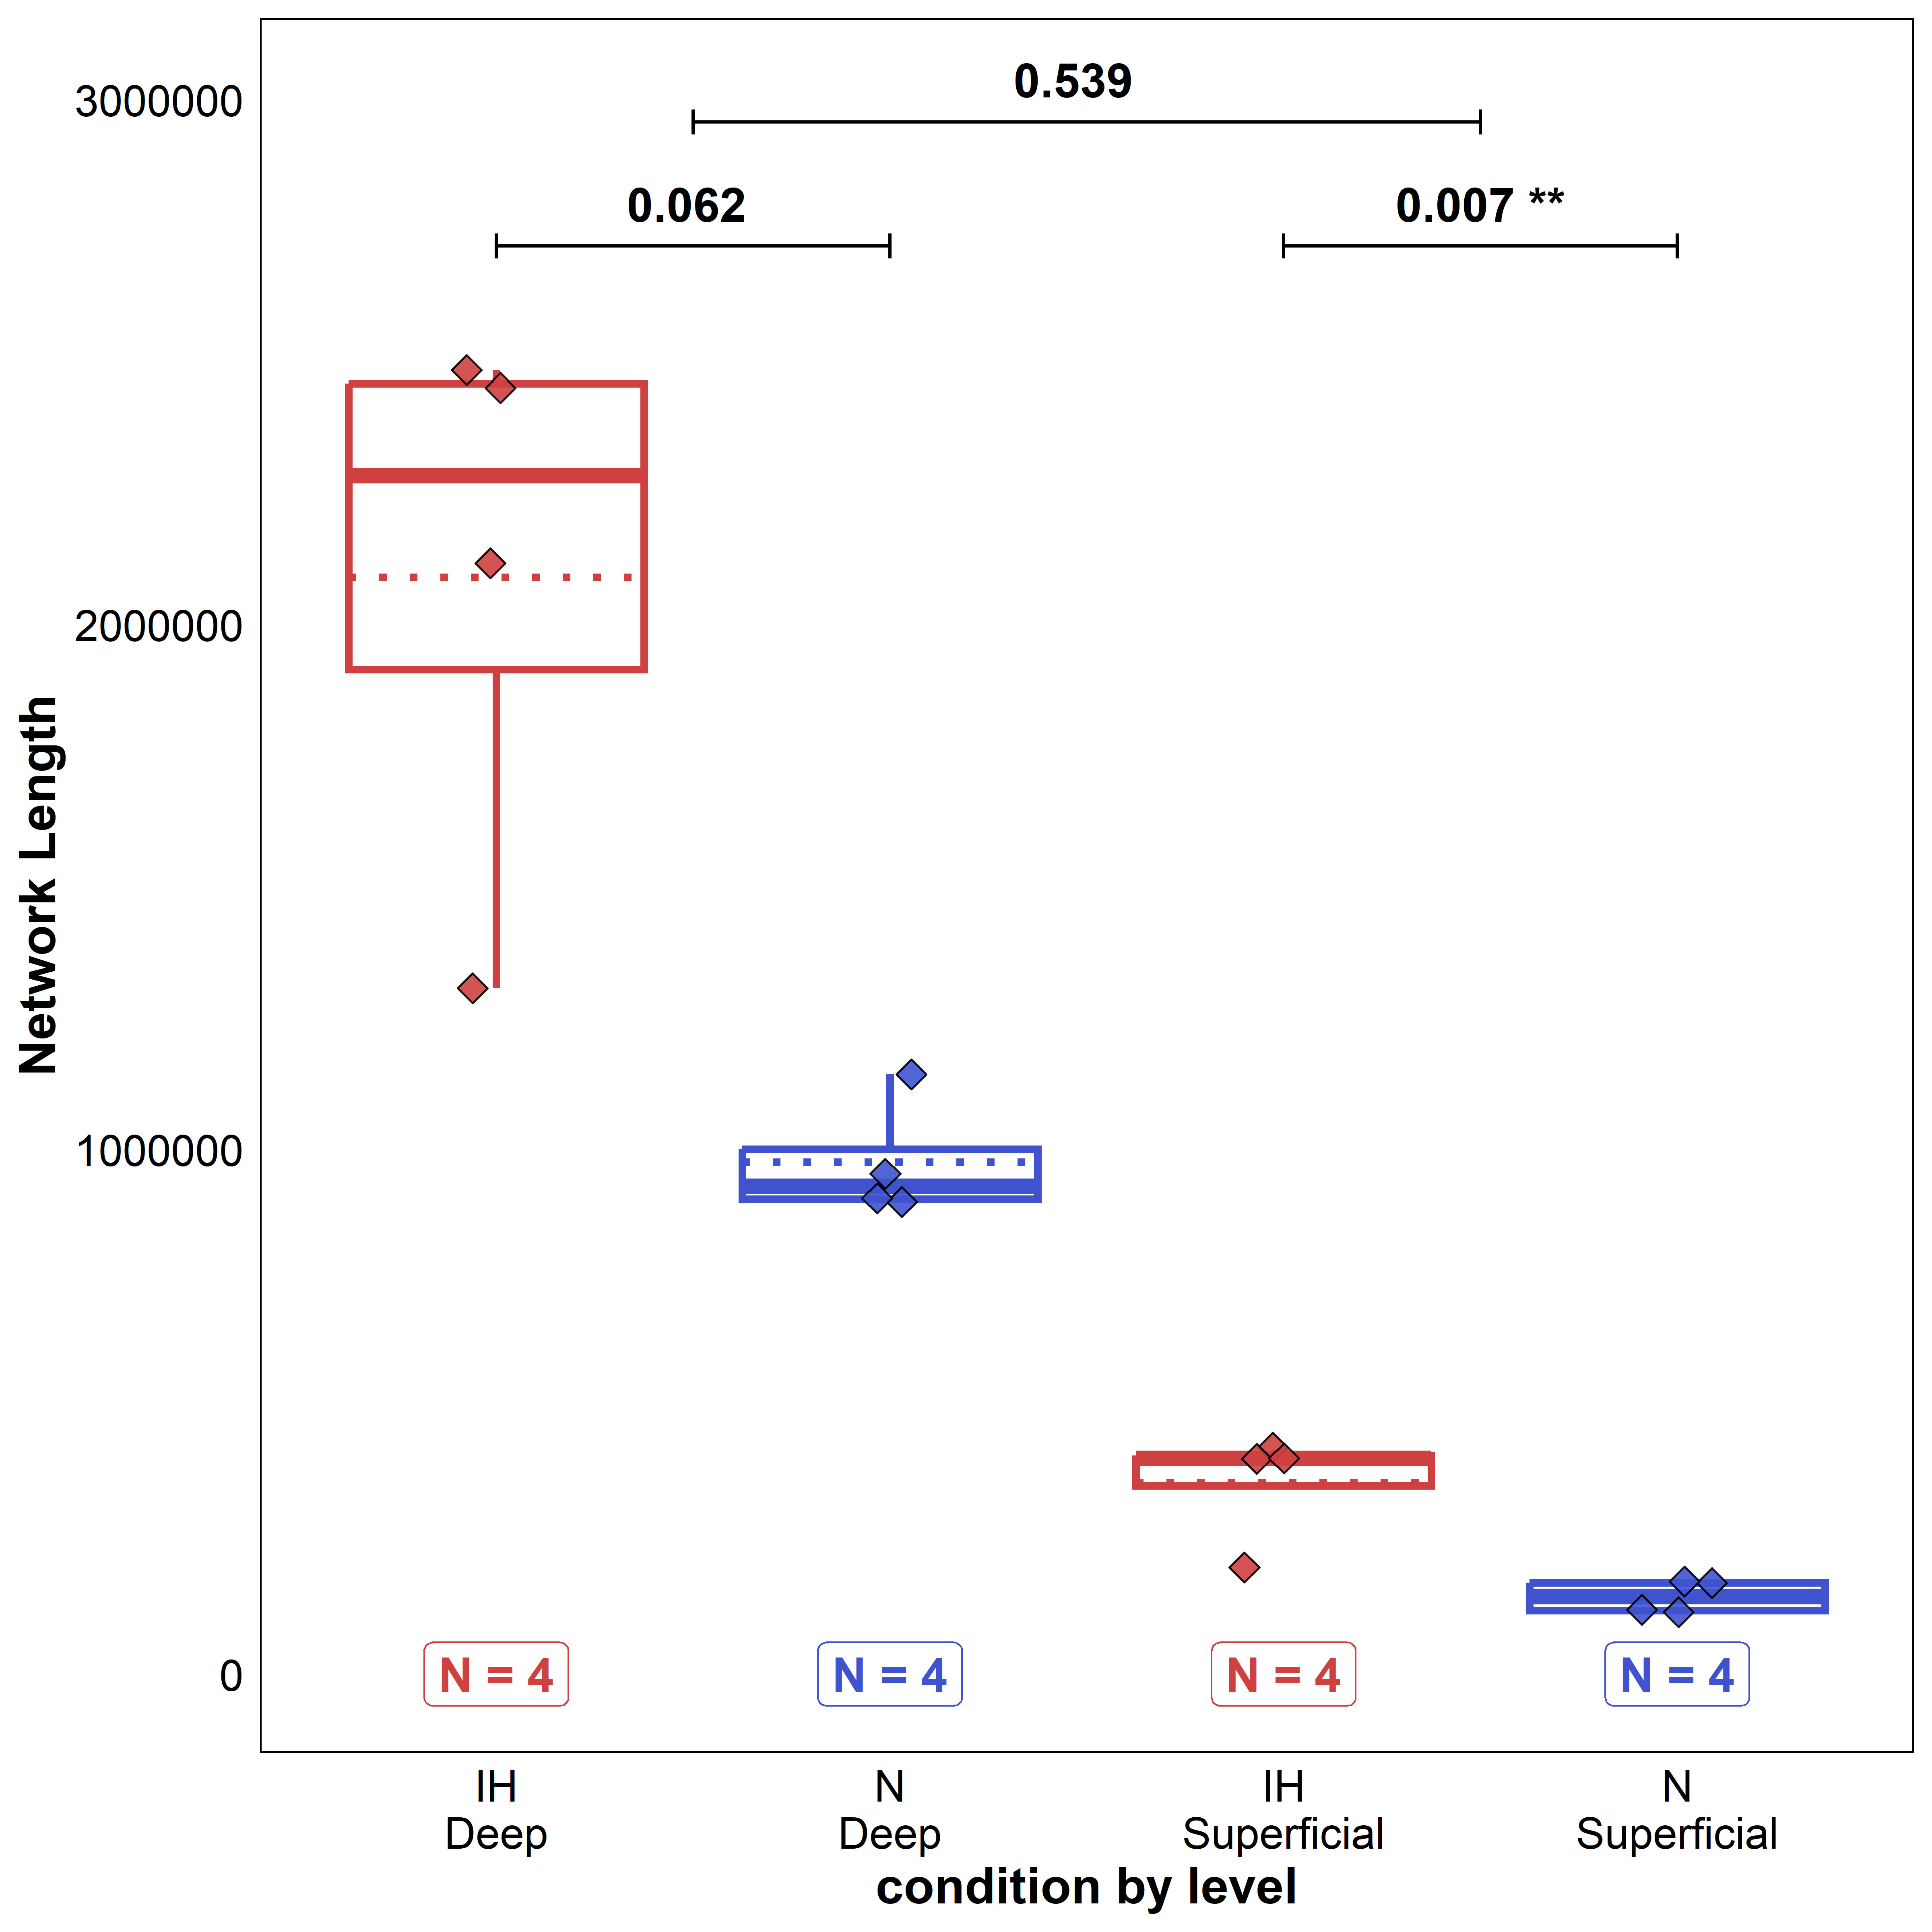 0.539
0.062
0.007 **
3000000
2000000
1000000
0
Network Length
N = 4
N = 4
N = 4
N = 4
IH
Deep
N
Deep
IH
Superficial
N
Superficial
condition by level